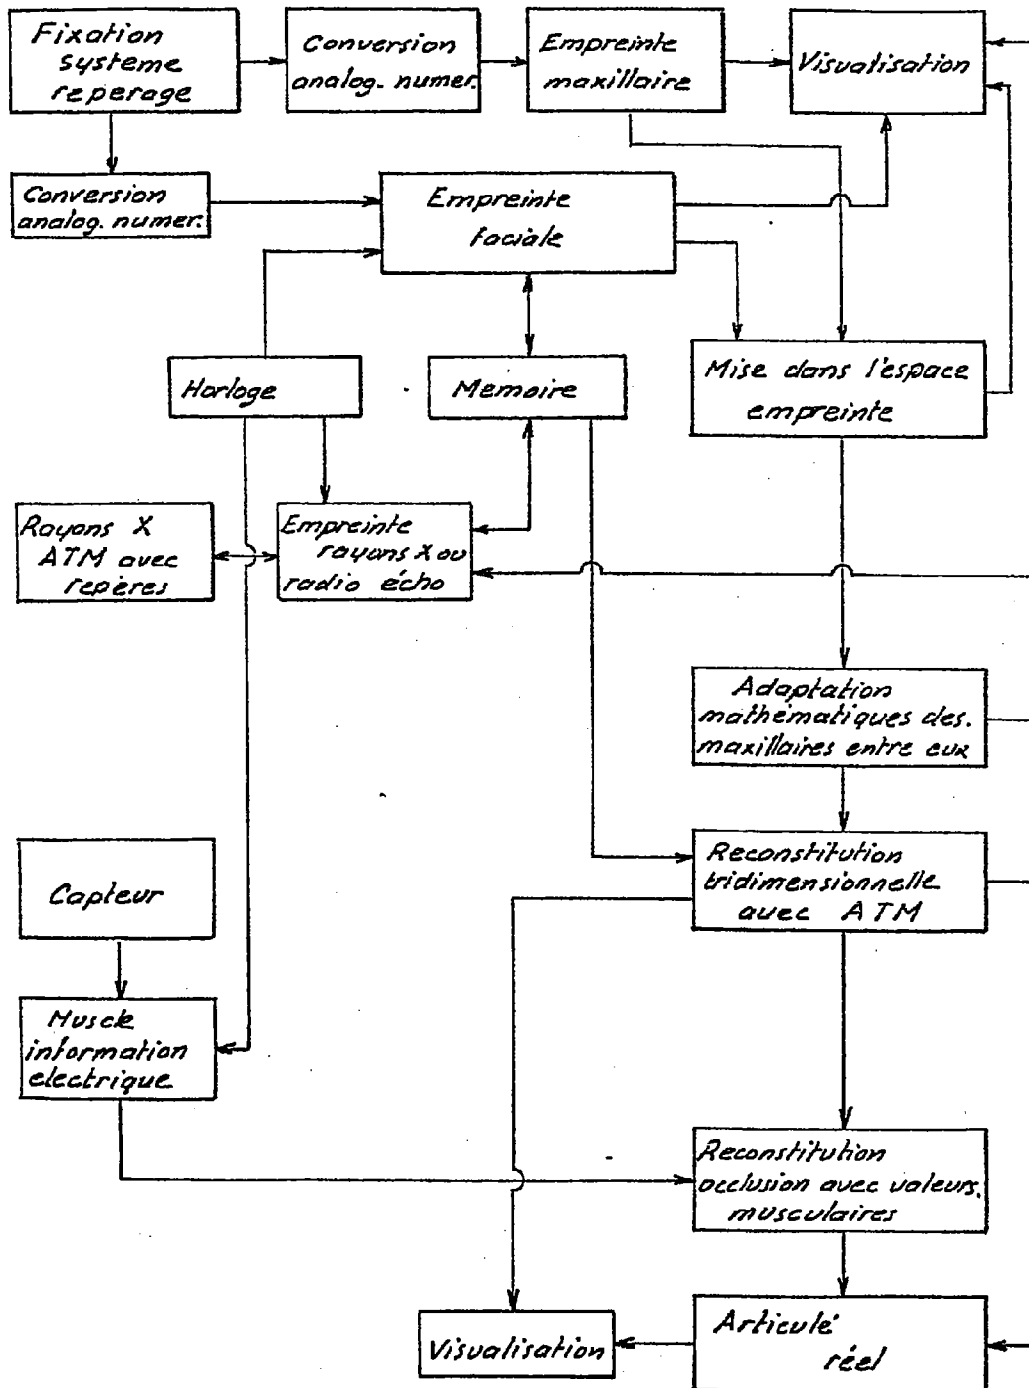 Fixation
systeme
reperage
Conversion
analog. numer.
Empreinte
maxillaire
Visualisation
Conversion
analog. numer.
Empreinte
faciale
Horloge
Memoire
Mise dans l'espace
empreinte
Rayons X
ATM avec
repères
Empreinte
rayons x ou
radio écho
Adaptation
mathématiques des.
maxillaires entre eux
Capteur
Reconstitution
tridimensionnelle
avec ATM
Muscle
information
electrique
Reconstitution
occlusion avec valeurs.
musculaires
Visualisation
Articulé
réel